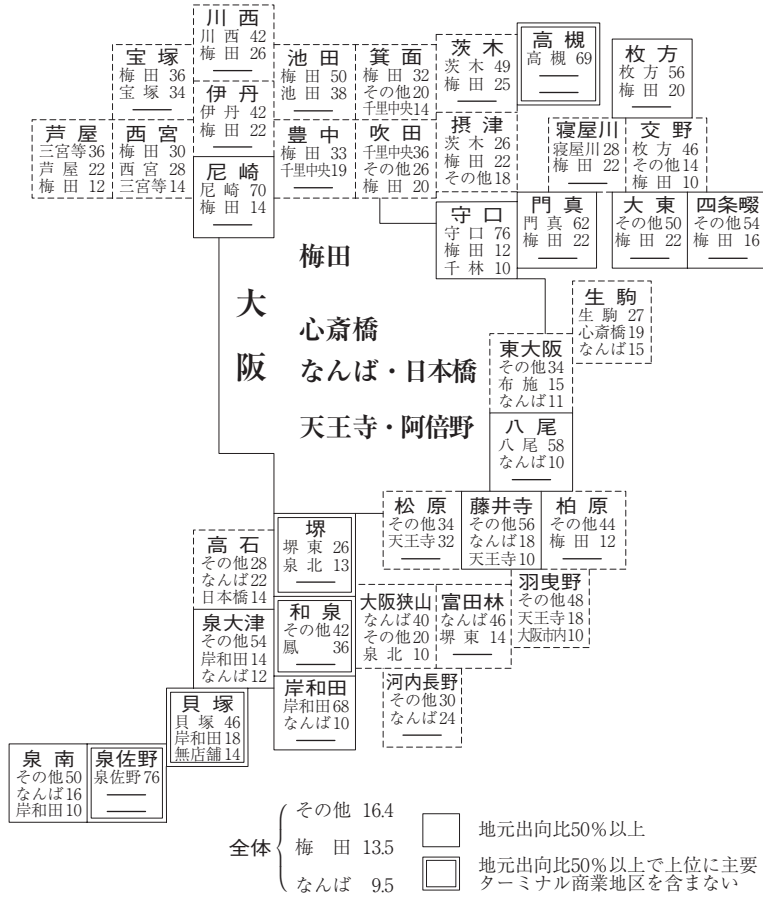 川西
川西 42
梅田 26
宝塚
梅田 36
宝塚 34
伊丹
伊丹 42
梅田 22
池田
梅田 50
池田 38
箕面
梅田 32
その他20
千里中央14
茨木
茨木 49
梅田 25
高槻
高槻 69
枚方
枚方 56
梅田 20
芦屋
三宮等36
芦屋 22
梅田 12
西宮
梅田 30
西宮 28
三宮等14
尼崎
尼崎 70
梅田 14
豊中
梅田 33
千里中央19
吹田
千里中央36
その他26
梅田 20
摂津
茨木 26
梅田 22
その他18
寝屋川
寝屋川28
梅田 22
交野
枚方 46
その他14
梅田 10
守口
守口 76
梅田 12
千林 10
門真
門真 62
梅田 22
大東
その他50
梅田 22
四条畷
その他54
梅田 16
大阪
梅田
心斎橋
なんば・日本橋
天王寺・阿倍野
生駒
生駒 27
心斎橋19
なんば15
東大阪
その他34
布施 15
なんば11
八尾
八尾 58
なんば10
松原
その他34
天王寺32
藤井寺
その他56
なんば18
天王寺10
柏原
その他44
梅田 12
羽曳野
その他48
天王寺18
大阪市内10
堺
堺東 26
泉北 13
高石
その他28
なんば22
日本橋14
泉大津
その他54
岸和田14
なんば12
和泉
その他42
鳳 36
大阪狭山
なんば40
その他20
泉北 10
富田林
なんば46
堺東 14
河内長野
その他30
なんば24
岸和田
岸和田68
なんば10
貝塚
貝塚 46
岸和田18
無店舗14
泉南
その他50
なんば16
岸和田10
泉佐野
泉佐野76
全体
その他 16.4
梅田 13.5
なんば 9.5
地元出向比50%以上
地元出向比50%以上で上位に主要
ターミナル商業地区を含まない